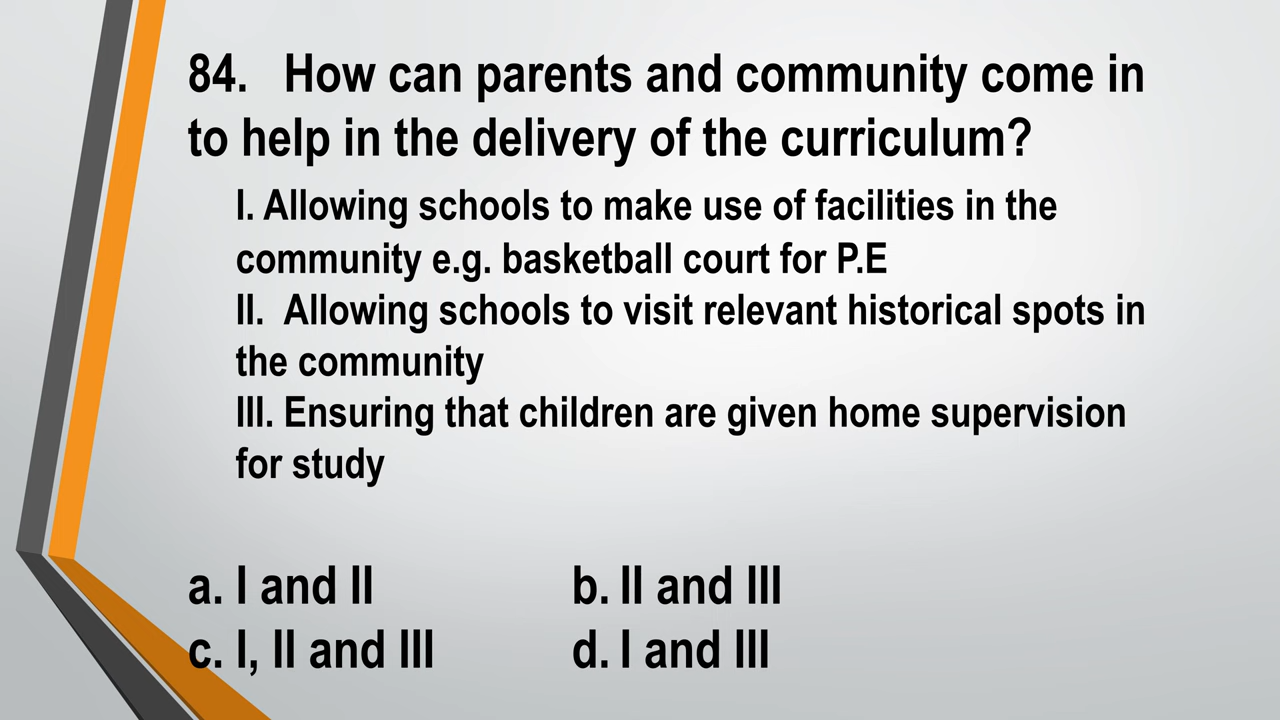 84. How can parents and community come in
to help in the delivery of the curriculum?
I. Allowing schools to make use of facilities in the
community e.g. basketball court for P.E
II. Allowing schools to visit relevant historical spots in
the community
III. Ensuring that children are given home supervision
for study
a. I and II b. II and III
c. I, II and III d. I and III